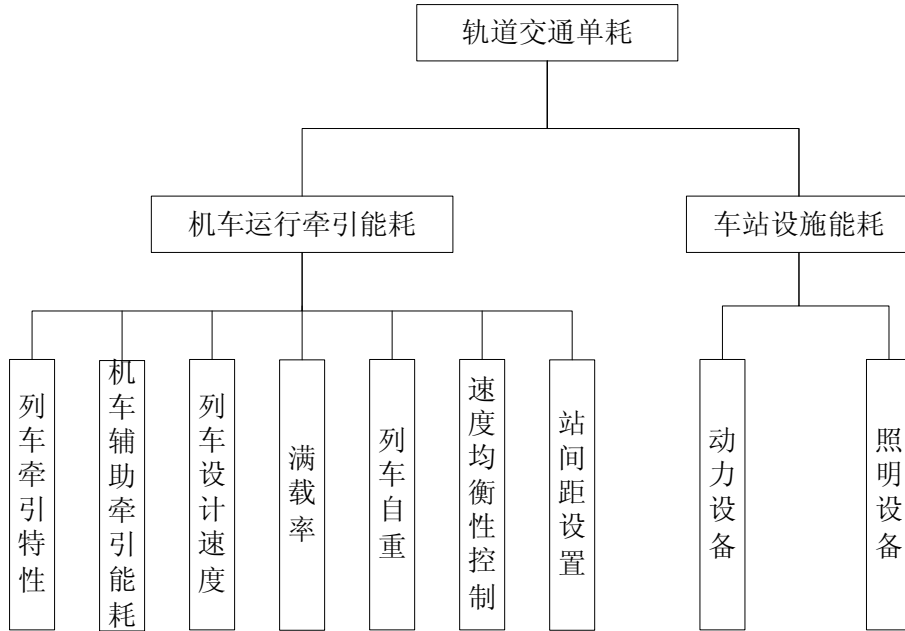 轨道交通单耗
机车运行牵引能耗
车站设施能耗
列车牵引特性
机车辅助牵引能耗
列车设计速度
满载率
列车自重
速度均衡性控制
站间距设置
动力设备
照明设备